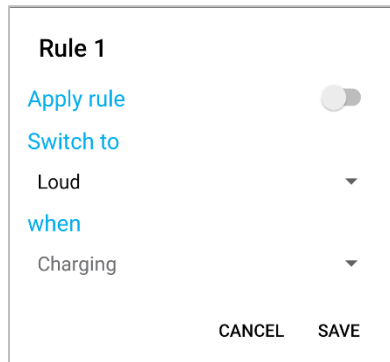 Rule 1
Apply rule
Switch to
Loud
when
Charging
CANCEL SAVE